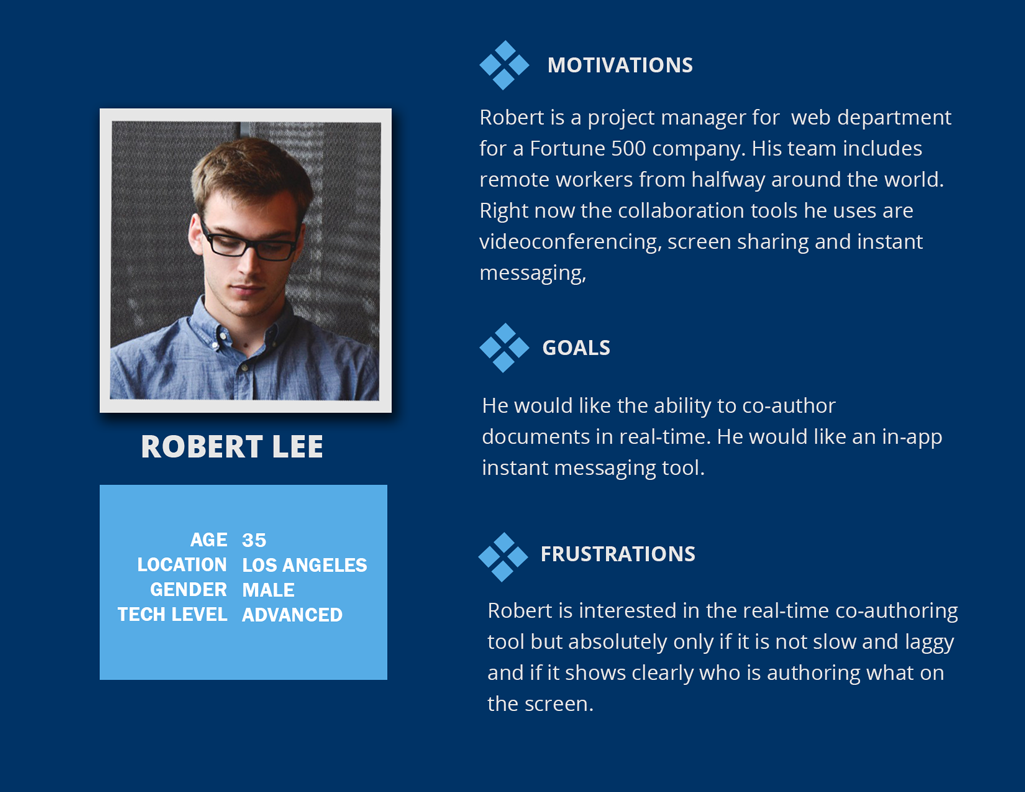 ROBERT LEE
AGE 35
LOCATION LOS ANGELES
GENDER MALE
TECH LEVEL ADVANCED
MOTIVATIONS
Robert is a project manager for  web department
for a Fortune 500 company. His team includes
remote workers from halfway around the world.
Right now the collaboration tools he uses are
videoconferencing, screen sharing and instant
messaging,
GOALS
He would like the ability to co-author
documents in real-time. He would like an in-app
instant messaging tool.
FRUSTRATIONS
Robert is interested in the real-time co-authoring
tool but absolutely only if it is not slow and laggy
and if it shows clearly who is authoring what on
the screen.